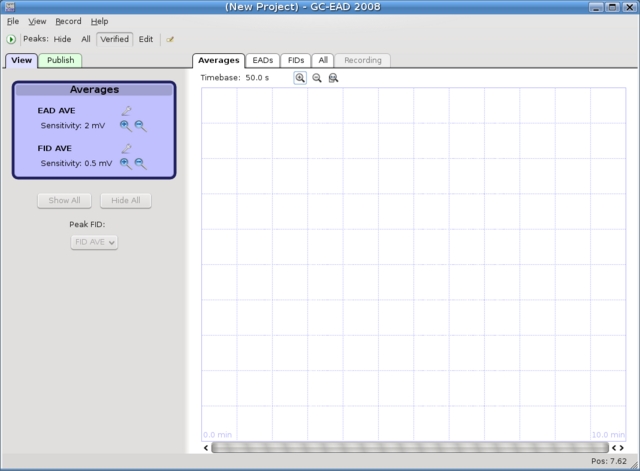 (New Project) - GC-EAD 2008
File View Record Help
Peaks: Hide All Verified Edit
View Publish
Averages EADs FIDs All Recording
Timebase: 50.0 s
Averages
EAD AVE
Sensitivity: 2 mV
FID AVE
Sensitivity: 0.5 mV
Show All Hide All
Peak FID:
FID AVE
0.0 min 10.0 min
Pos: 7.62